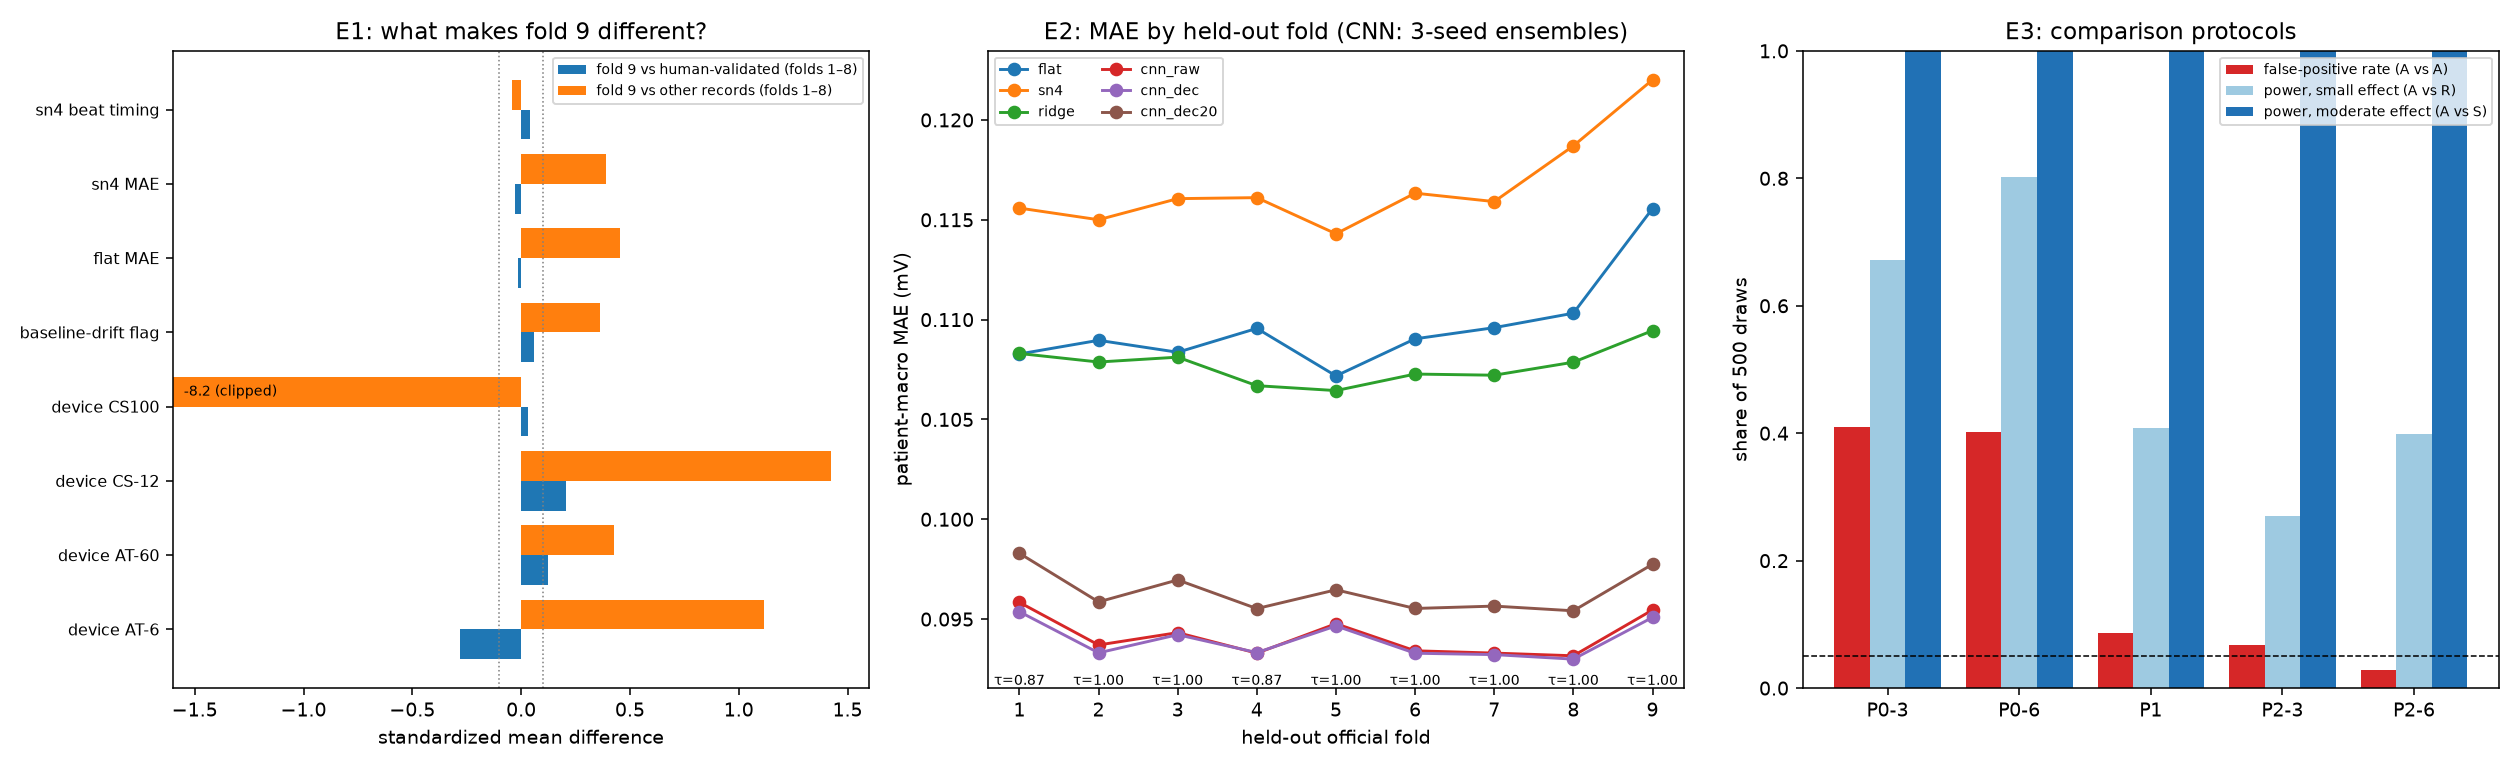 E1: what makes fold 9 different?
fold 9 vs human-validated (folds 1–8)
fold 9 vs other records (folds 1–8)
sn4 beat timing
sn4 MAE
flat MAE
baseline-drift flag
device CS100
device CS-12
device AT-60
device AT-6
-8.2 (clipped)
−1.5 −1.0 −0.5 0.0 0.5 1.0 1.5
standardized mean difference
E2: MAE by held-out fold (CNN: 3-seed ensembles)
flat cnn_raw
sn4 cnn_dec
ridge cnn_dec20
patient-macro MAE (mV)
0.120
0.115
0.110
0.105
0.100
0.095
τ=0.87 τ=1.00 τ=1.00 τ=0.87 τ=1.00 τ=1.00 τ=1.00 τ=1.00 τ=1.00
1 2 3 4 5 6 7 8 9
held-out official fold
E3: comparison protocols
false-positive rate (A vs A)
power, small effect (A vs R)
power, moderate effect (A vs S)
share of 500 draws
1.0
0.8
0.6
0.4
0.2
0.0
P0-3 P0-6 P1 P2-3 P2-6